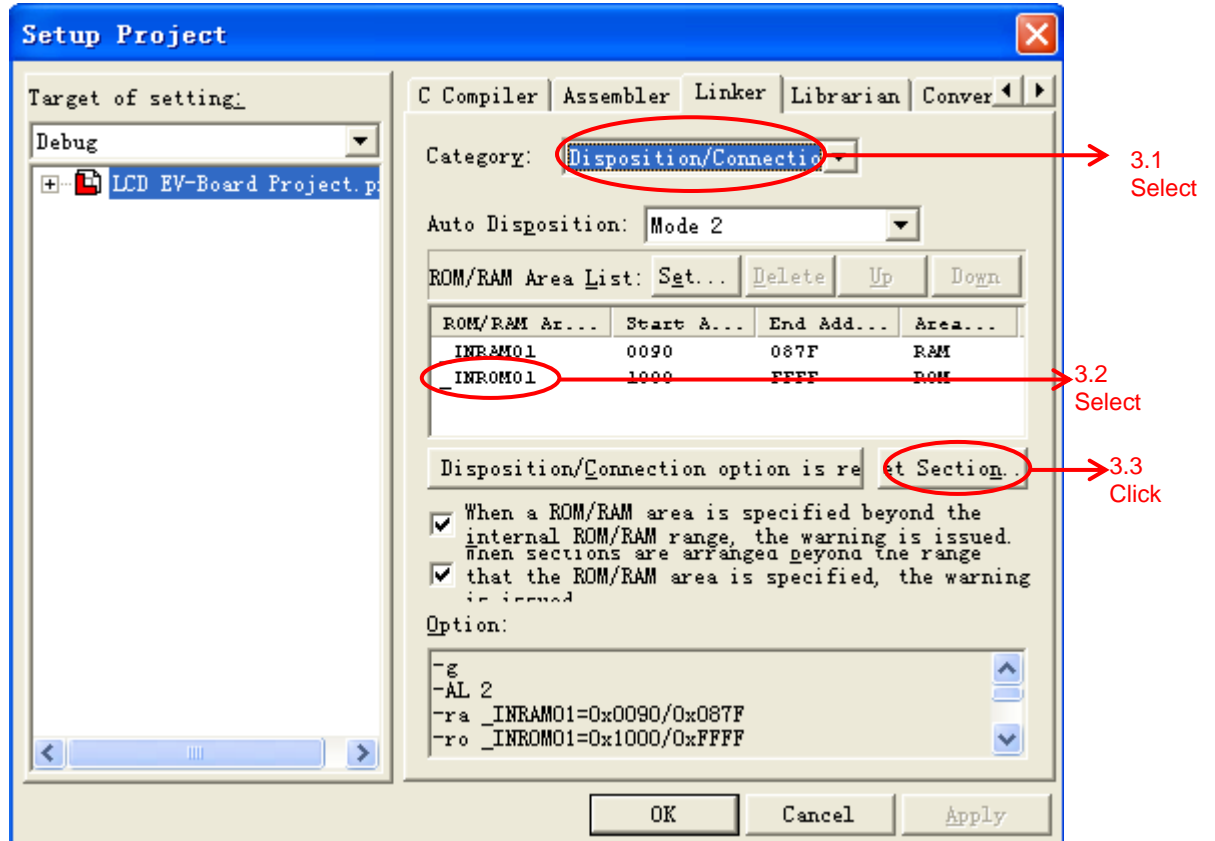 Setup Project
Target of setting:
Debug
LCD EV-Board Project.p
C Compiler Assembler Linker Librarian Conver
Category: Disposition/Connectio
3.1
Select
Auto Disposition: Mode 2
ROM/RAM Area List: Set... Delete Up Down
ROM/RAM Ar... Start A... End Add... Area...
_INRAM01 0090 087F RAM
_INROM01 1000 FFFF ROM
3.2
Select
Disposition/Connection option is re et Section..
3.3
Click
When a ROM/RAM area is specified beyond the
internal ROM/RAM range, the warning is issued.
When sections are arranged beyond the range
that the ROM/RAM area is specified, the warning
is issued
Option:
-g
-AL 2
-ra _INRAM01=0x0090/0x087F
-ro _INROM01=0x1000/0xFFFF
OK Cancel Apply